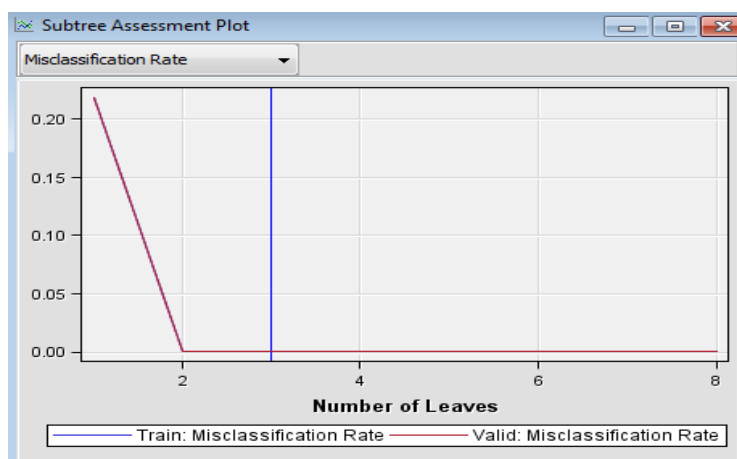 Subtree Assessment Plot
Misclassification Rate
0.20
0.15
0.10
0.05
0.00
2 4 6 8
Number of Leaves
Train: Misclassification Rate Valid: Misclassification Rate